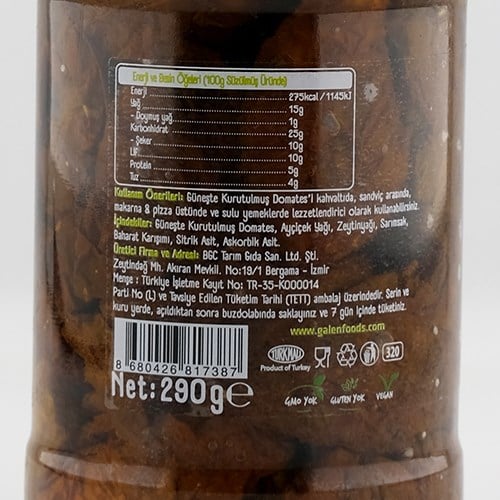 Enerji ve Besin Öğeleri (100g Süzülmüş Üründe)
Enerji 275kcal / 1145kJ
Yağ 15g
- Doymuş yağ 1g
Karbonhidrat 25g
- Şeker 10g
Lif 10g
Protein 5g
Tuz 4g
Kullanım Önerileri: Güneşte Kurutulmuş Domates'i kahvaltıda, sandviç arasında,
makarna & pizza üstünde ve sulu yemeklerde lezzetlendirici olarak kullanabilirsiniz.
İçindekiler: Güneşte Kurutulmuş Domates, Ayçiçek Yağı, Zeytinyağı, Sarımsak,
Baharat Karışımı, Sitrik Asit, Askorbik Asit.
Üretici Firma ve Adresi: BGC Tarım Gıda San. Ltd. Şti.
Zeytindağ Mh. Akıran Mevkii. No:19/1 Bergama - İzmir
Menşe : Türkiye İşletme Kayıt No: TR-35-K000014
Parti No (L) ve Tavsiye Edilen Tüketim Tarihi (TETT) ambalaj üzerindedir. Serin ve
kuru yerde, açıldıktan sonra buzdolabında saklayınız ve 7 gün içinde tüketiniz.
www.galenfoods.com
8 680426 817387
TURKMALI
Product of Turkey
320
Net: 290g e
GMO YOK
GLUTEN YOK
VEGAN